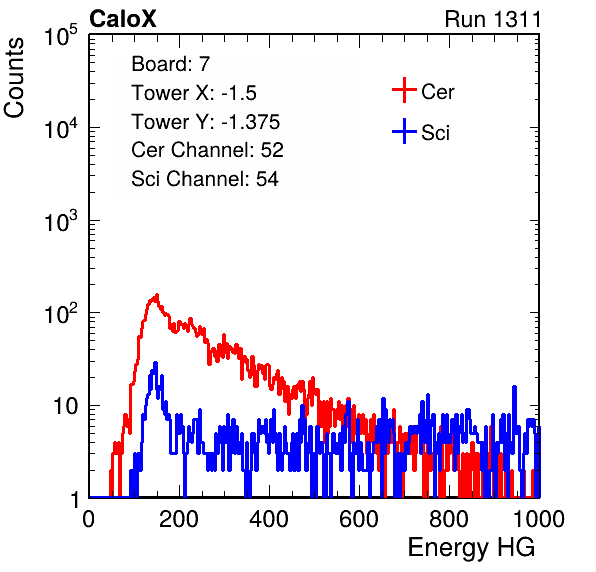 CaloX Run 1311
Board: 7
Tower X: -1.5
Tower Y: -1.375
Cer Channel: 52
Sci Channel: 54
Cer
Sci
Counts
10^5
10^4
10^3
10^2
10
1
0 200 400 600 800 1000
Energy HG